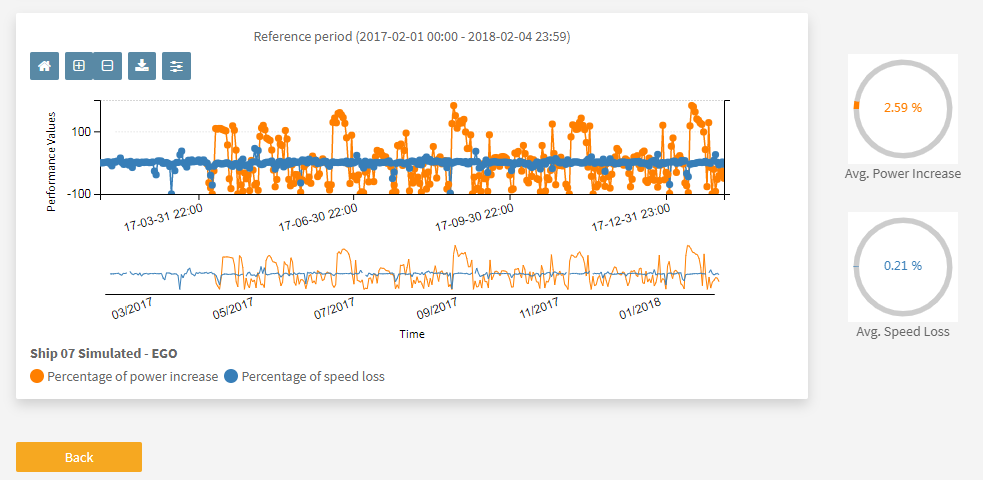 Reference period (2017-02-01 00:00 - 2018-02-04 23:59)
Performance Values
100
-100
17-03-31 22:00
17-06-30 22:00
17-09-30 22:00
17-12-31 23:00
03/2017
05/2017
07/2017
09/2017
11/2017
01/2018
Time
Ship 07 Simulated - EGO
Percentage of power increase
Percentage of speed loss
2.59 %
Avg. Power Increase
0.21 %
Avg. Speed Loss
Back